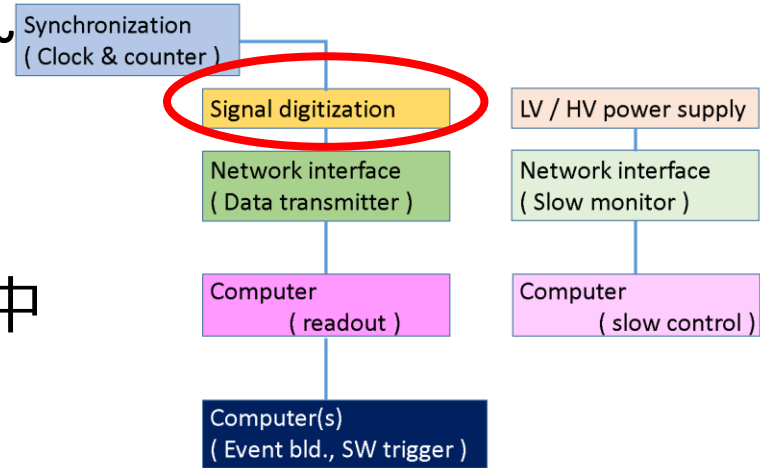 Synchronization
( Clock & counter )
Signal digitization
Network interface
( Data transmitter )
Computer
( readout )
Computer(s)
( Event bld., SW trigger )
LV / HV power supply
Network interface
( Slow monitor )
Computer
( slow control )
中